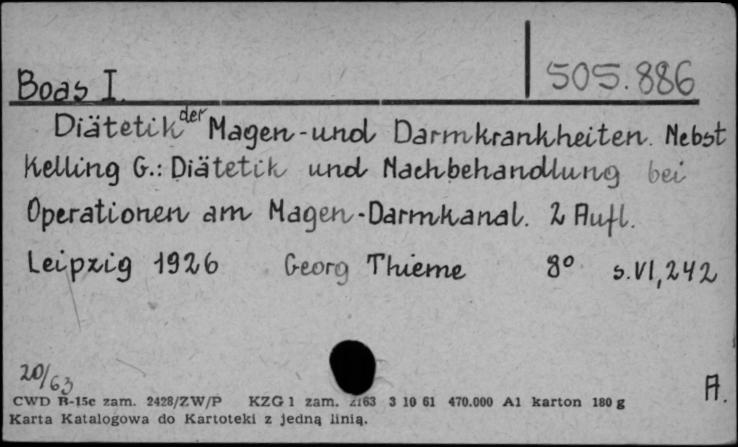 Boas I. 505.886
Diätetik der Magen-und Darmkrankheiten. Nebst
Kelling G.: Diätetik und Nachbehandlung bei
Operationen am Magen-Darmkanal. 2 Aufl.
Leipzig 1926 Georg Thieme 8° s.VI,242
20/63
A.
CWD R-15c zam. 2428/ZW/P KZG 1 zam. 2163 3 10 61 470.000 A1 karton 180 g
Karta Katalogowa do Kartoteki z jedną linią.